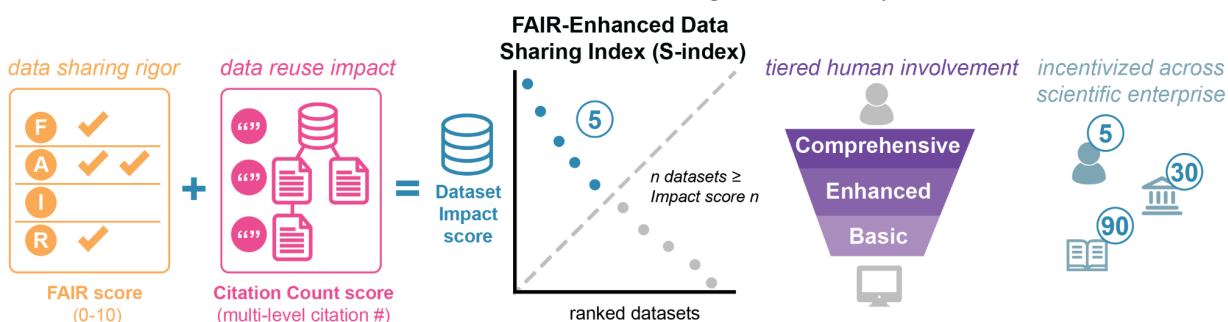 FAIR-Enhanced Data
Sharing Index (S-index)
data sharing rigor
F
A
I
R
FAIR score
(0-10)
+
data reuse impact
“”
“”
“”
Citation Count score
(multi-level citation #)
=
Dataset
Impact
score
5
n datasets ≥
Impact score n
ranked datasets
tiered human involvement
Comprehensive
Enhanced
Basic
incentivized across
scientific enterprise
5
30
90